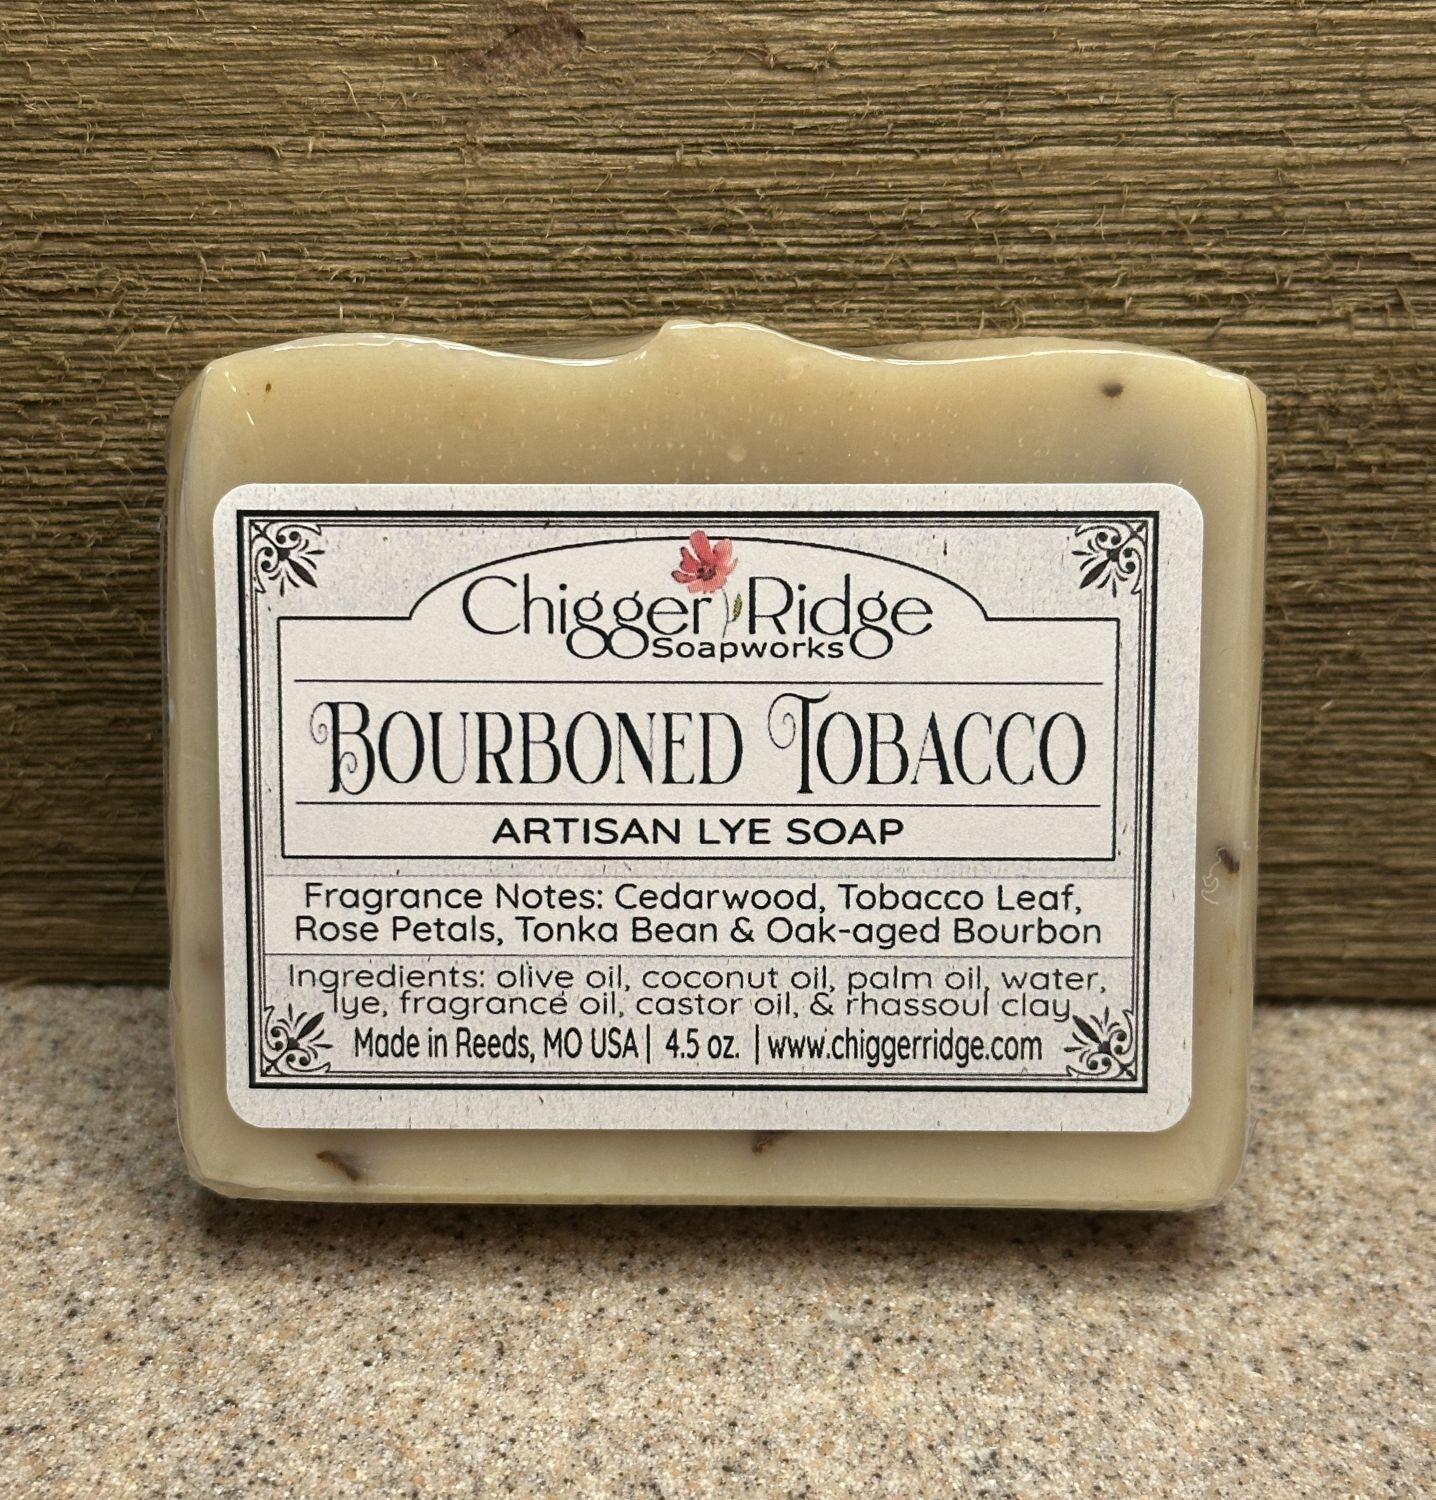 Chigger Ridge
Soapworks
BOURBONED TOBACCO
ARTISAN LYE SOAP
Fragrance Notes: Cedarwood, Tobacco Leaf,
Rose Petals, Tonka Bean & Oak-aged Bourbon
Ingredients: olive oil, coconut oil, palm oil, water,
lye, fragrance oil, castor oil, & rhassoul clay
Made in Reeds, MO USA | 4.5 oz. | www.chiggerridge.com